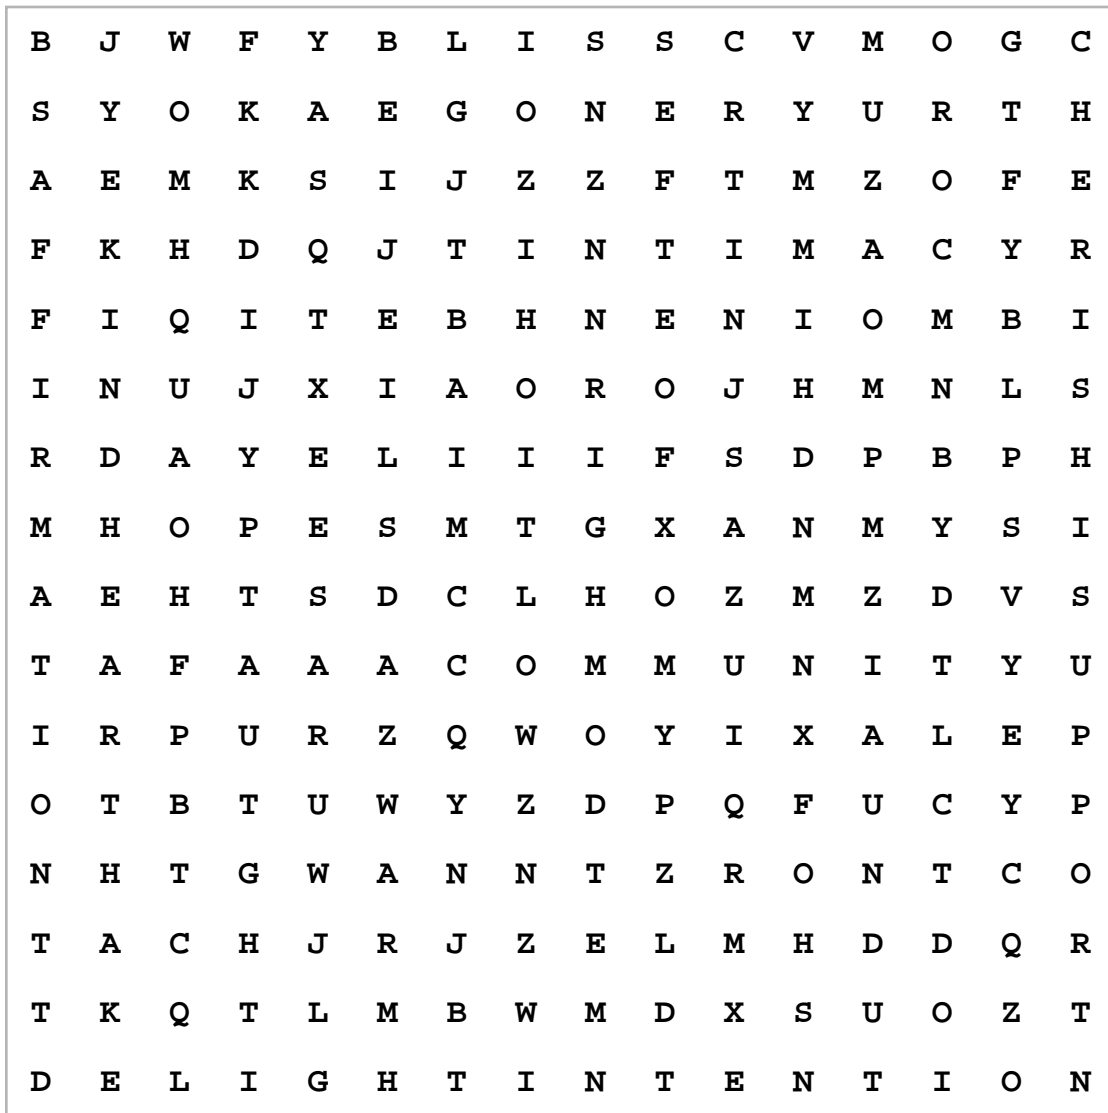 B J W F Y B L I S S C V M O G C
S Y O K A E G O N E R Y U R T H
A E M K S I J Z Z F T M Z O F E
F K H D Q J T I N T I M A C Y R
F I Q I T E B H N E N I O M B I
I N U J X I A O R O J H M N L S
R D A Y E L I I I F S D P B P H
M H O P E S M T G X A N M Y S I
A E H T S D C L H O Z M Z D V S
T A F A A A C O M M U N I T Y U
I R P U R Z Q W O Y I X A L E P
O T B T U W Y Z D P Q F U C Y P
N H T G W A N N T Z R O N T C O
T A C H J R J Z E L M H D D Q R
T K Q T L M B W M D X S U O Z T
D E L I G H T I N T E N T I O N